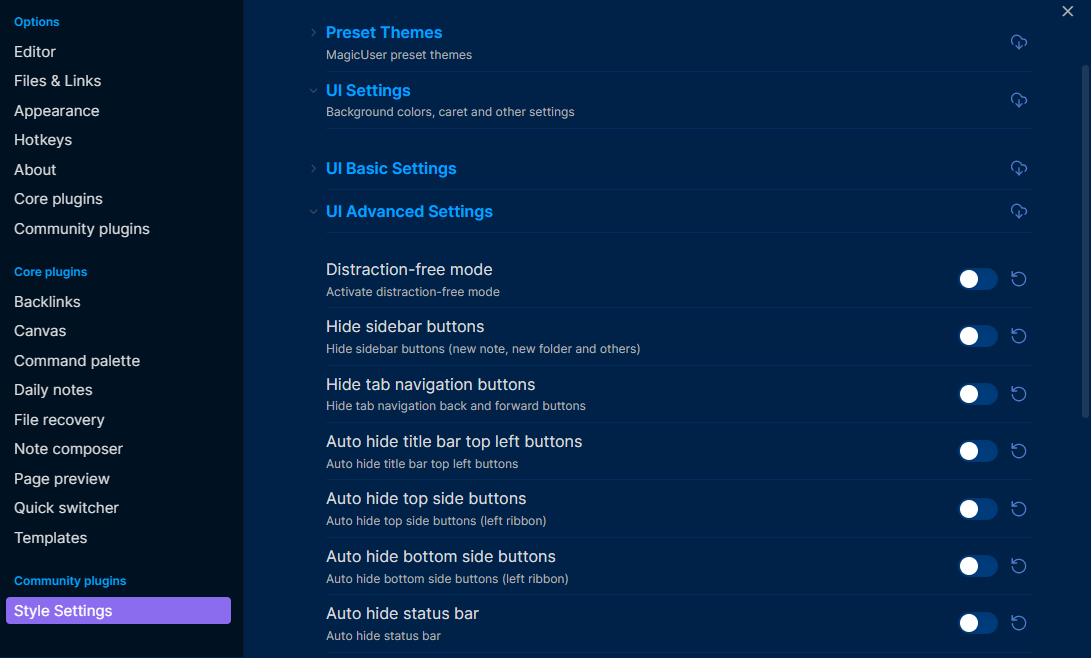 Options
Editor
Files & Links
Appearance
Hotkeys
About
Core plugins
Community plugins
Core plugins
Backlinks
Canvas
Command palette
Daily notes
File recovery
Note composer
Page preview
Quick switcher
Templates
Community plugins
Style Settings
Preset Themes
MagicUser preset themes
UI Settings
Background colors, caret and other settings
UI Basic Settings
UI Advanced Settings
Distraction-free mode
Activate distraction-free mode
Hide sidebar buttons
Hide sidebar buttons (new note, new folder and others)
Hide tab navigation buttons
Hide tab navigation back and forward buttons
Auto hide title bar top left buttons
Auto hide title bar top left buttons
Auto hide top side buttons
Auto hide top side buttons (left ribbon)
Auto hide bottom side buttons
Auto hide bottom side buttons (left ribbon)
Auto hide status bar
Auto hide status bar